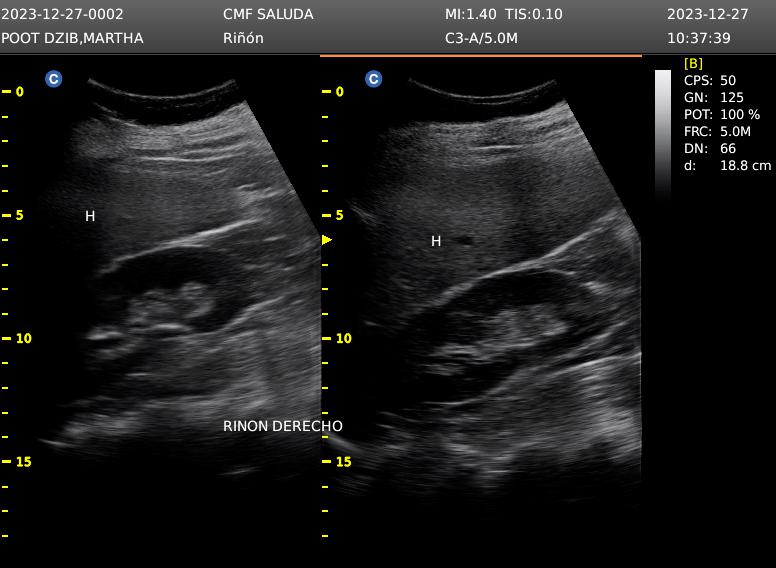 2023-12-27-0002 CMF SALUDA MI:1.40 TIS:0.10 2023-12-27
POOT DZIB,MARTHA Riñón C3-A/5.0M 10:37:39
C
C
[B]
CPS: 50
GN: 125
POT: 100 %
FRC: 5.0M
DN: 66
d: 18.8 cm
0
5
10
15
0
5
10
15
H
H
RINON DERECHO